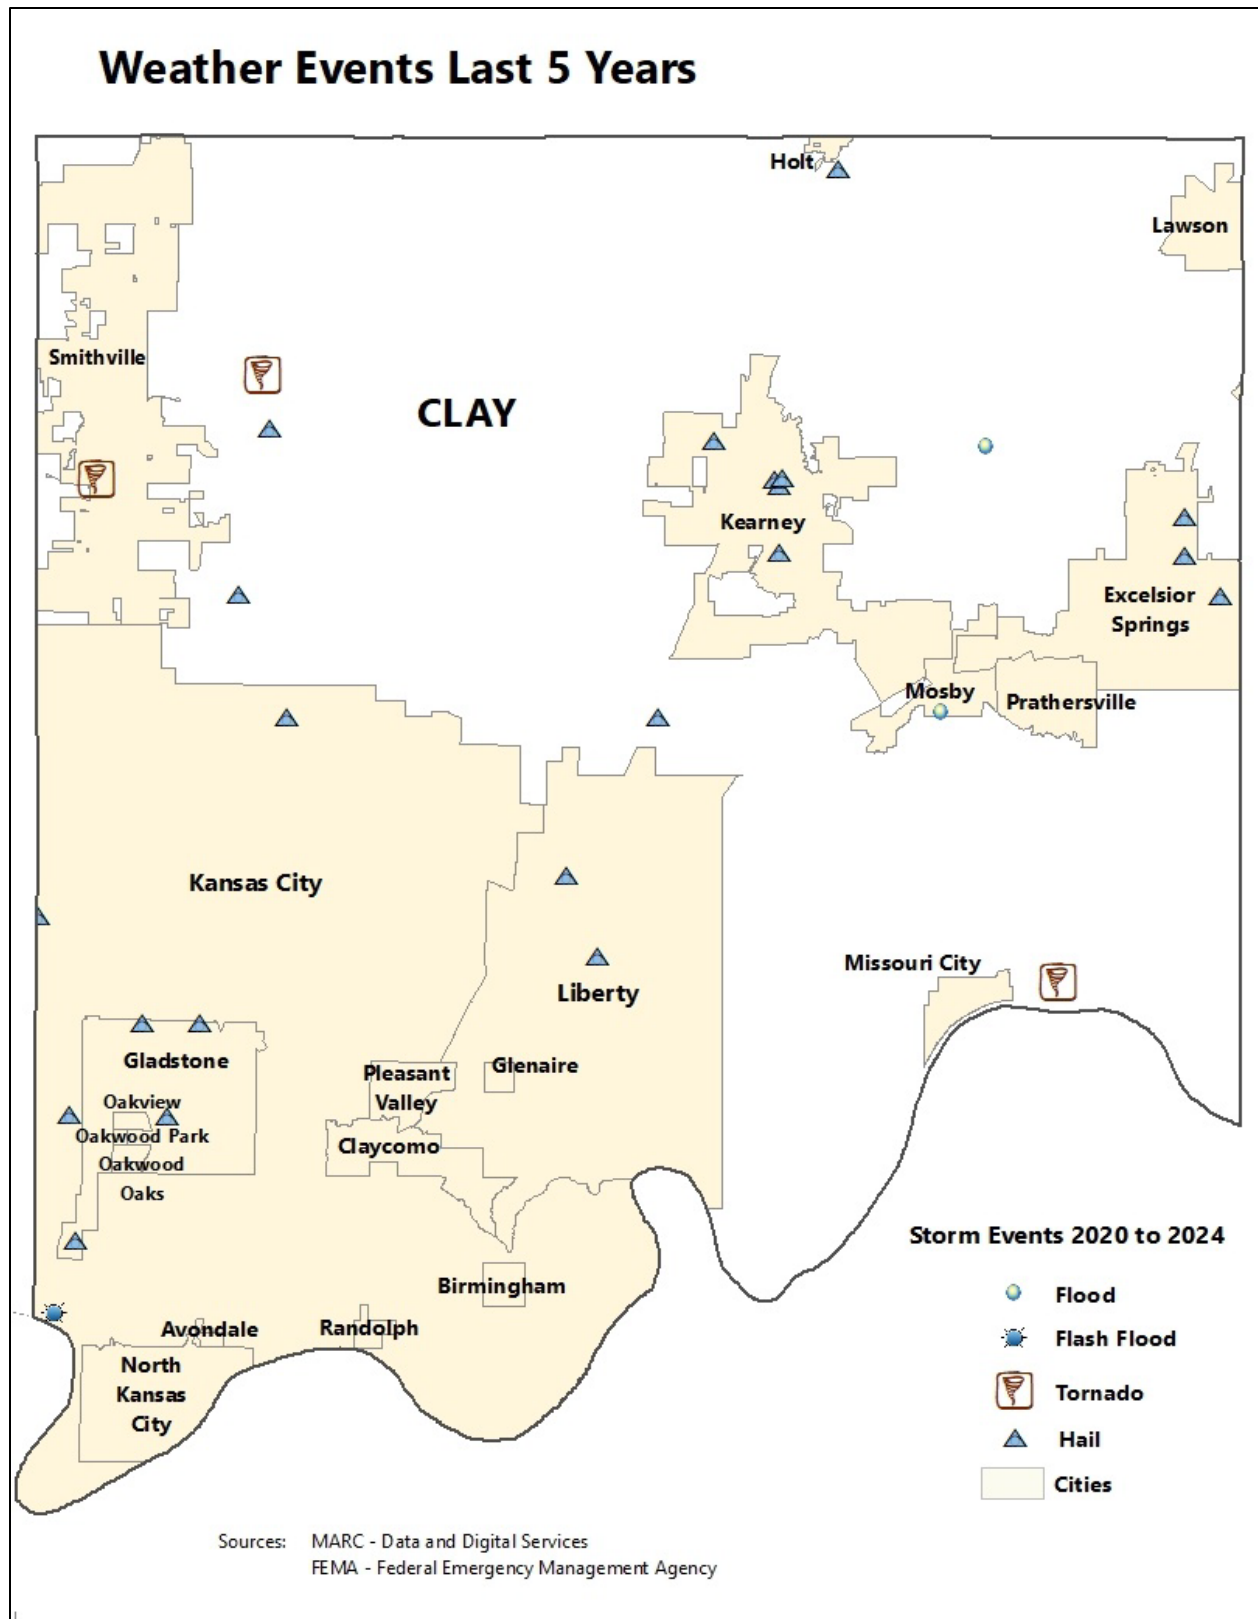 Weather Events Last 5 Years
Holt
Lawson
Smithville
CLAY
Kearney
Excelsior
Springs
Mosby
Prathersville
Kansas City
Missouri City
Liberty
Gladstone
Pleasant
Valley
Glenaire
Oakview
Oakwood Park
Claycomo
Oakwood
Oaks
Storm Events 2020 to 2024
Birmingham
Flood
Avondale
Randolph
Flash Flood
North
Kansas
City
Tornado
Hail
Cities
Sources: MARC - Data and Digital Services
FEMA - Federal Emergency Management Agency